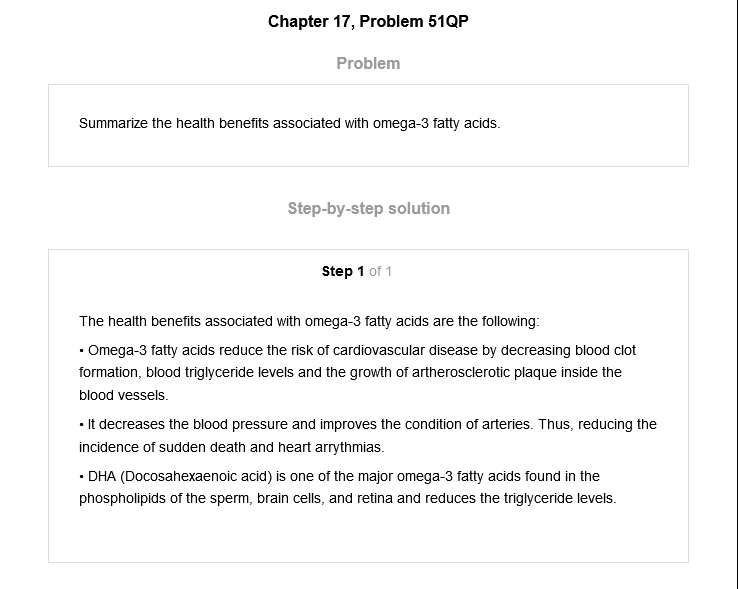 Chapter 17, Problem 51QP
Problem
Summarize the health benefits associated with omega-3 fatty acids.
Step-by-step solution
Step 1 of 1
The health benefits associated with omega-3 fatty acids are the following:
• Omega-3 fatty acids reduce the risk of cardiovascular disease by decreasing blood clot
formation, blood triglyceride levels and the growth of artherosclerotic plaque inside the
blood vessels.
• It decreases the blood pressure and improves the condition of arteries. Thus, reducing the
incidence of sudden death and heart arrythmias.
• DHA (Docosahexaenoic acid) is one of the major omega-3 fatty acids found in the
phospholipids of the sperm, brain cells, and retina and reduces the triglyceride levels.